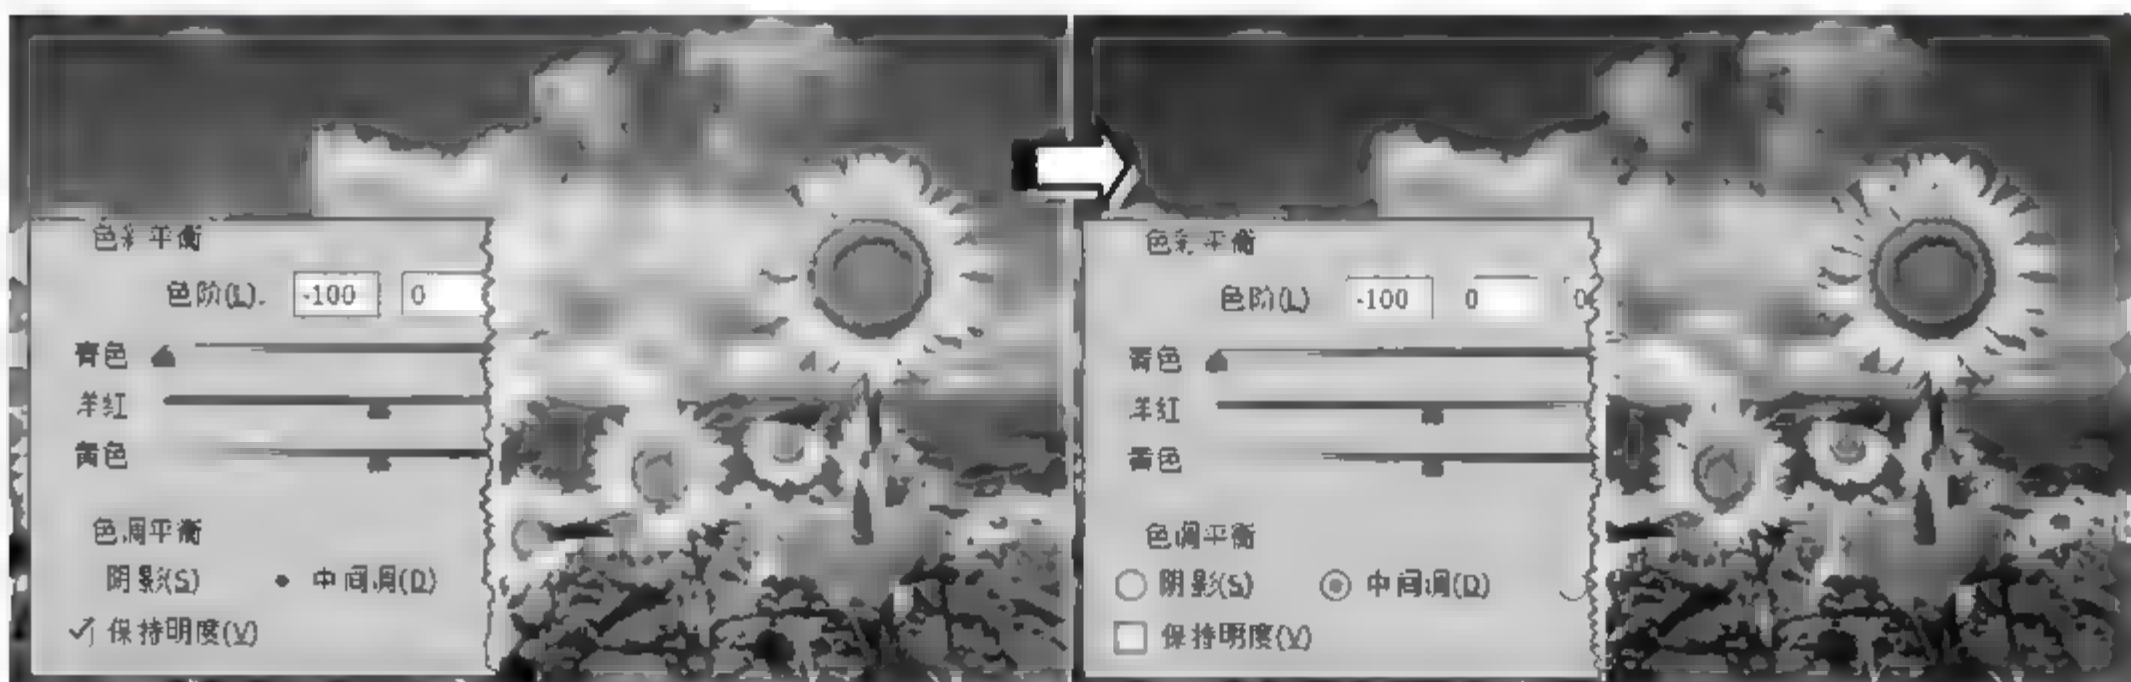 色彩平衡
色阶(L). -100 0
青色
洋红
黄色
色调平衡
阴影(S) 中间调(D)
保持明度(V)
色彩平衡
色阶(L) -100 0 0
青色
洋红
黄色
色调平衡
阴影(S) 中间调(D)
保持明度(V)